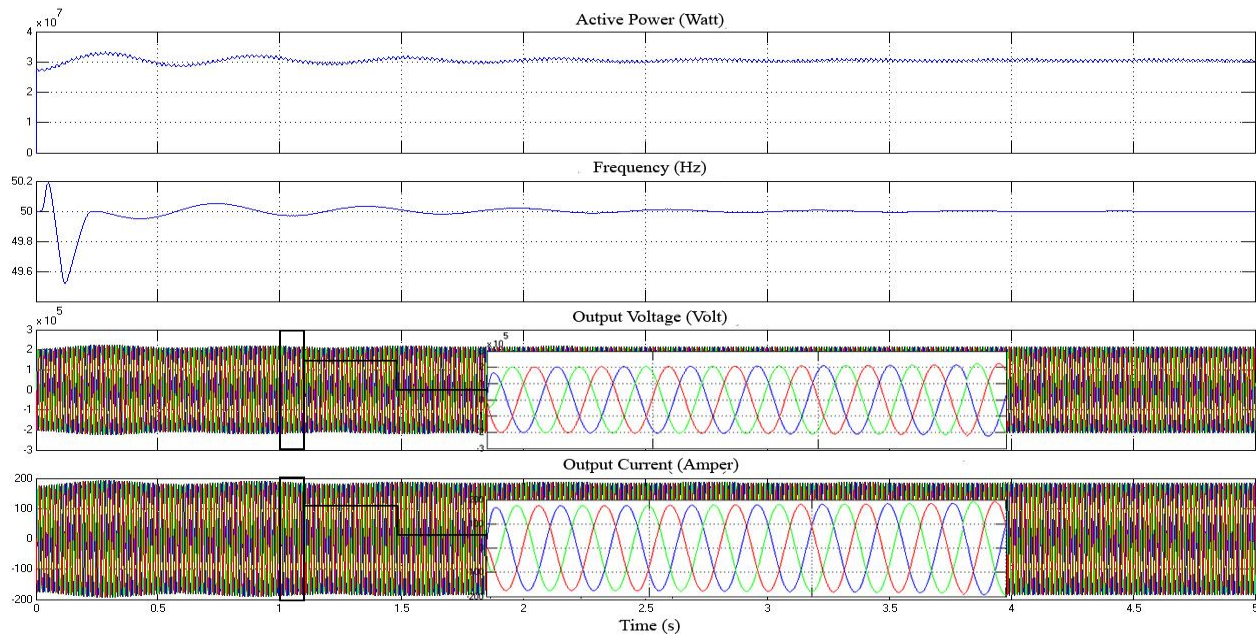 Active Power (Watt)
4 x 10^7
3
2
1
0
Frequency (Hz)
50.2
50
49.8
49.6
Output Voltage (Volt)
x 10^5
3
2
1
0
-1
-2
-3
x 10^5
-3
Output Current (Amper)
200
100
0
-100
-200
0 0.5 1 1.5 2 2.5 3 3.5 4 4.5 5
Time (s)